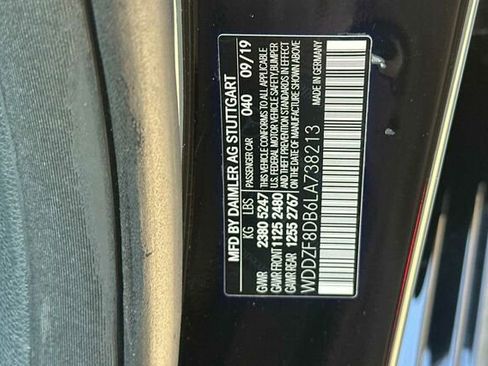 MFD BY DAIMLER AG STUTTGART
KG LBS PASSENGER CAR 040 09/19
GWR 2380 5247 THIS VEHICLE CONFORMS TO ALL APPLICABLE
GAWR FRONT 1125 2480 U.S. FEDERAL MOTOR VEHICLE SAFETY, BUMPER
GAWR REAR 1255 2767 AND THEFT PREVENTION STANDARDS IN EFFECT
ON THE DATE OF MANUFACTURE SHOWN ABOVE
WDDZF8DB6LA738213 MADE IN GERMANY